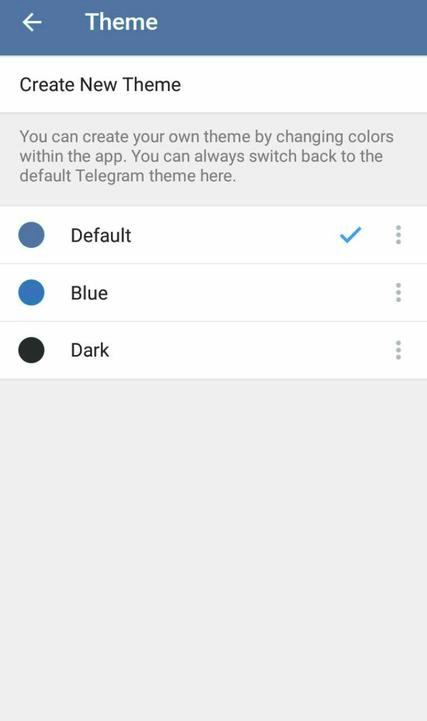 Theme
Create New Theme
You can create your own theme by changing colors
within the app. You can always switch back to the
default Telegram theme here.
Default
Blue
Dark